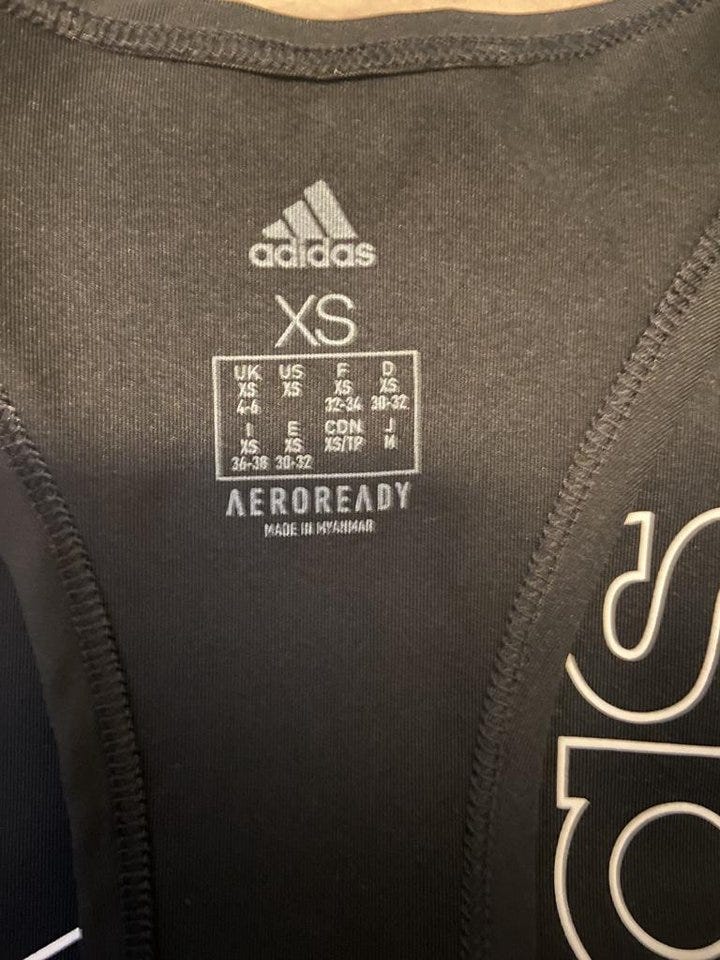 adidas
XS
UK US F D
XS XS XS XS
4-6 32-34 30-32
I E CDN J
XS XS XS/TP M
36-38 30-32
AEROREADY
MADE IN MYANMAR
das